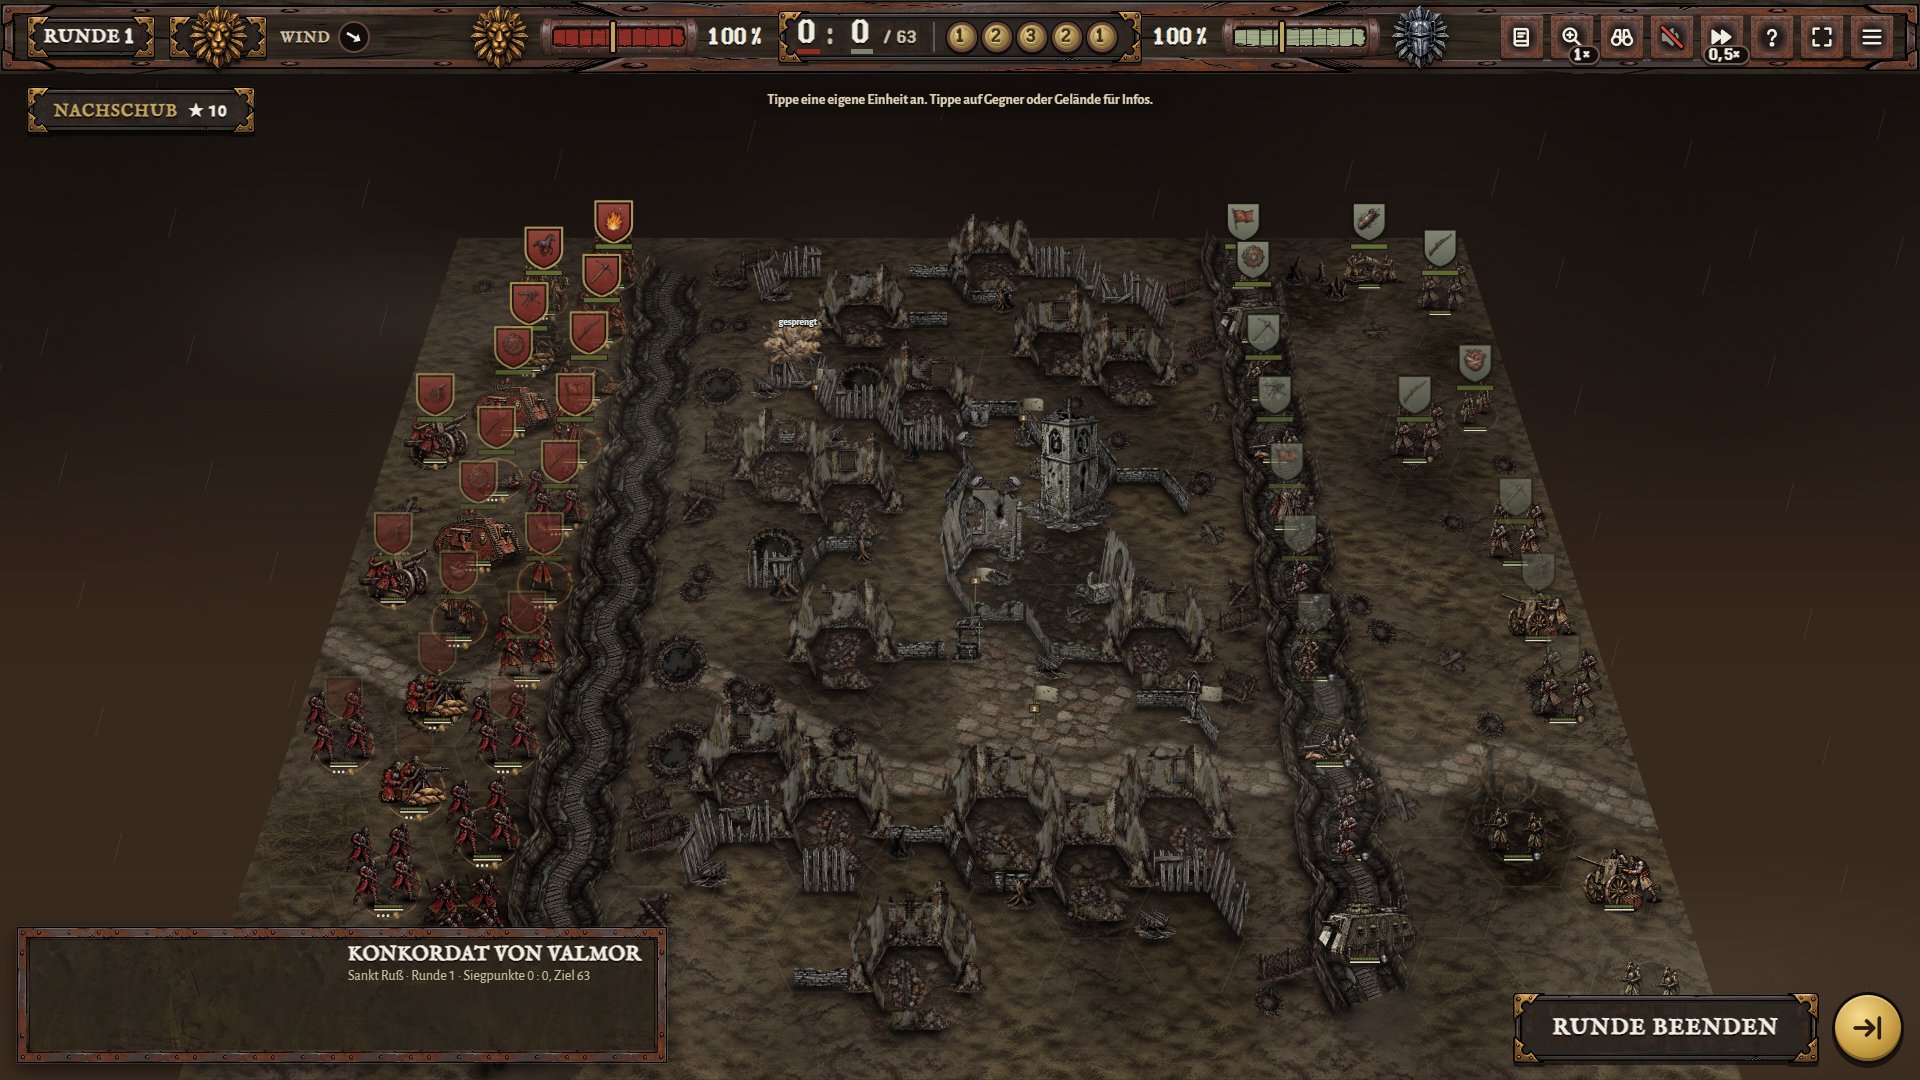 RUNDE 1
WIND
100%
0 : 0 / 63
1 2 3 2 1
100%
1×
0,5×
?
NACHSCHUB ★ 10
Tippe eine eigene Einheit an. Tippe auf Gegner oder Gelände für Infos.
gesprengt
KONKORDAT VON VALMOR
Sankt Ruß · Runde 1 · Siegpunkte 0 : 0, Ziel 63
RUNDE BEENDEN